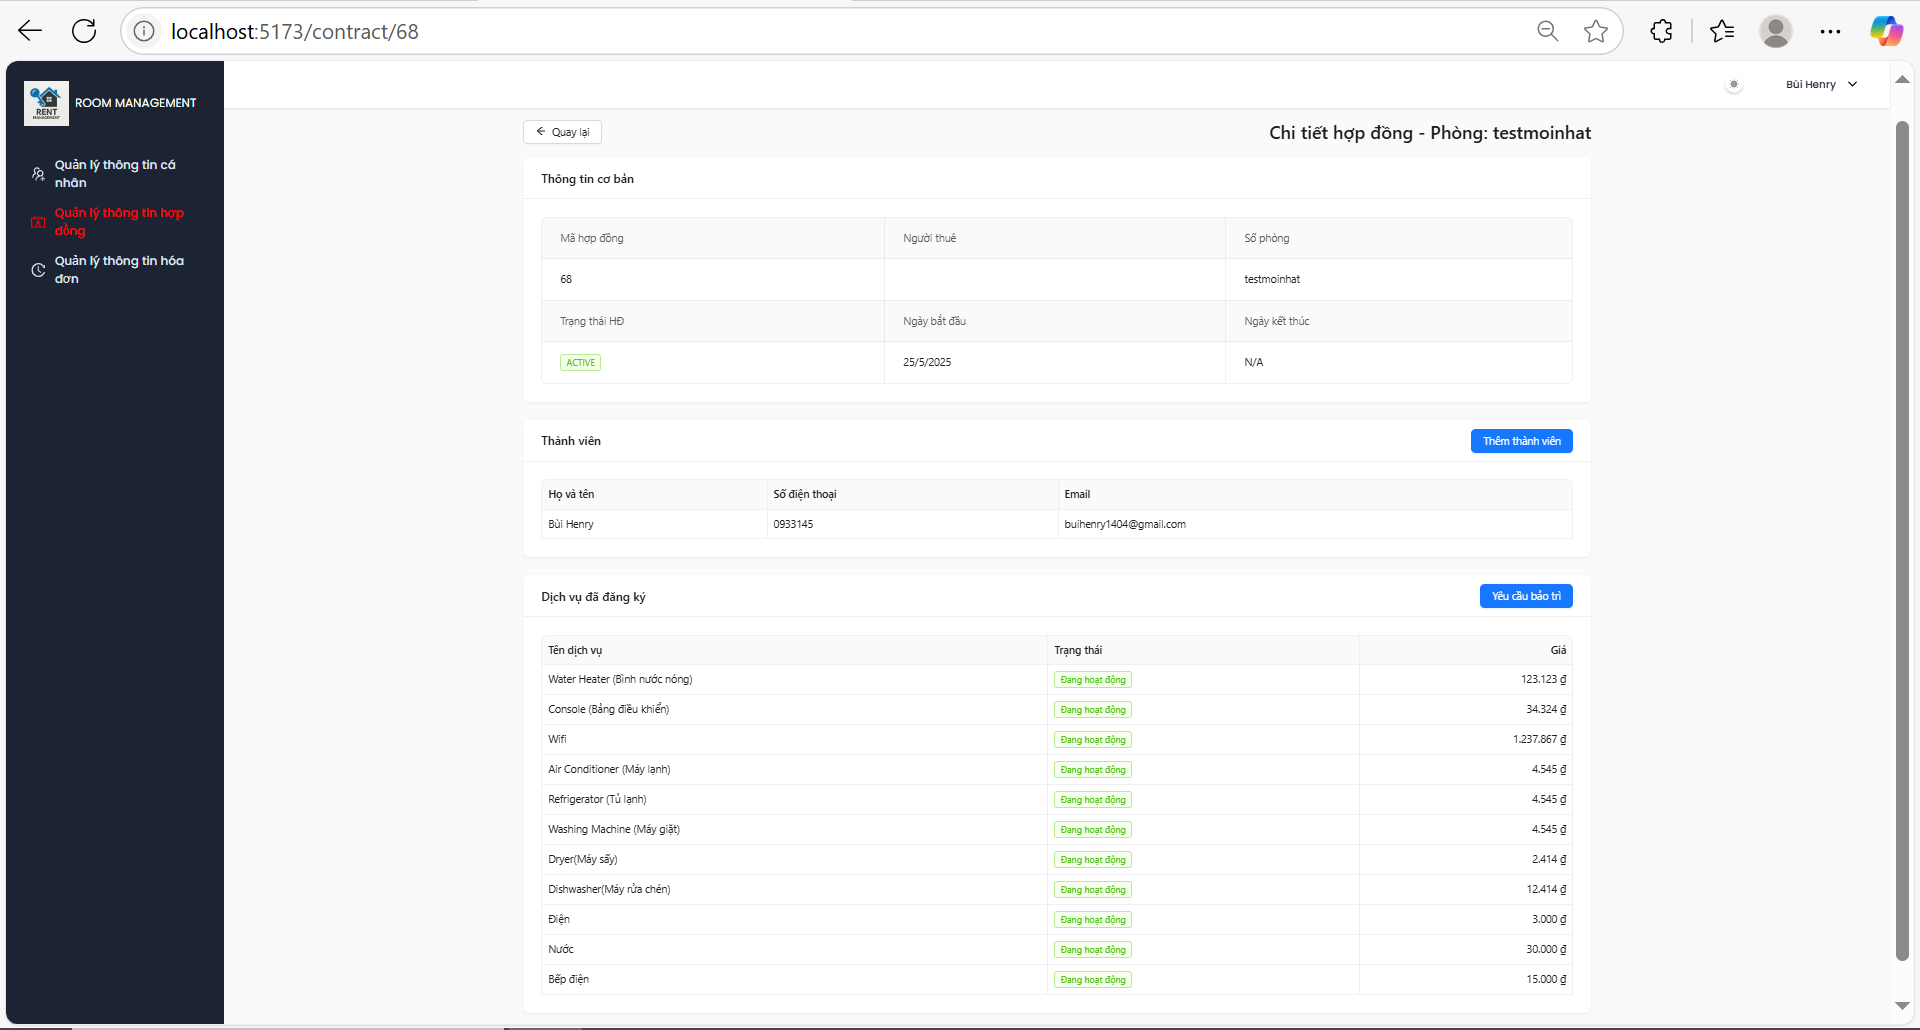 localhost:5173/contract/68
RENT
MANAGEMENT
ROOM MANAGEMENT
Bùi Henry
Quản lý thông tin cá
nhân
Quản lý thông tin hợp
đồng
Quản lý thông tin hóa
đơn
Quay lại
Chi tiết hợp đồng - Phòng: testmoinhat
Thông tin cơ bản
Mã hợp đồng Người thuê Số phòng
68 testmoinhat
Trạng thái HĐ Ngày bắt đầu Ngày kết thúc
ACTIVE 25/5/2025 N/A
Thành viên Thêm thành viên
Họ và tên Số điện thoại Email
Bùi Henry 0933145 buihenry1404@gmail.com
Dịch vụ đã đăng ký Yêu cầu bảo trì
Tên dịch vụ Trạng thái Giá
Water Heater (Bình nước nóng) Đang hoạt động 123.123 ₫
Console (Bảng điều khiển) Đang hoạt động 34.324 ₫
Wifi Đang hoạt động 1.237.867 ₫
Air Conditioner (Máy lạnh) Đang hoạt động 4.545 ₫
Refrigerator (Tủ lạnh) Đang hoạt động 4.545 ₫
Washing Machine (Máy giặt) Đang hoạt động 4.545 ₫
Dryer(Máy sấy) Đang hoạt động 2.414 ₫
Dishwasher(Máy rửa chén) Đang hoạt động 12.414 ₫
Điện Đang hoạt động 3.000 ₫
Nước Đang hoạt động 30.000 ₫
Bếp điện Đang hoạt động 15.000 ₫